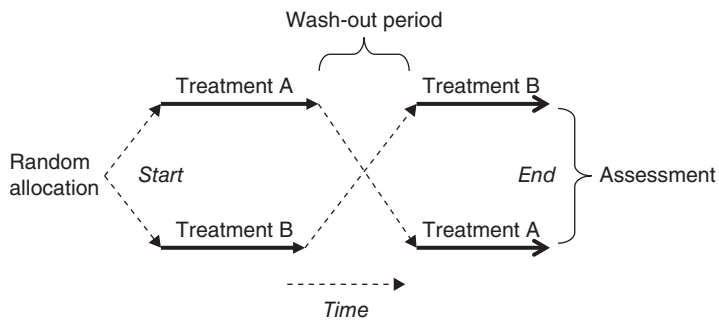 Wash-out period
Treatment A
Treatment B
Random
allocation
Start
End
Assessment
Treatment B
Treatment A
Time